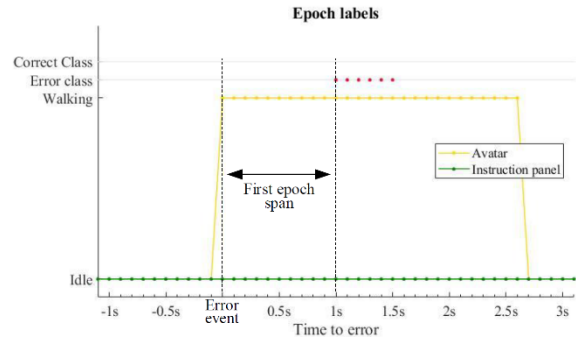 Epoch labels
Correct Class
Error class
Walking
Avatar
Instruction panel
First epoch
span
Idle
-1s
-0.5s
Error
event
0.5s
1s
1.5s
2s
2.5s
3s
Time to error